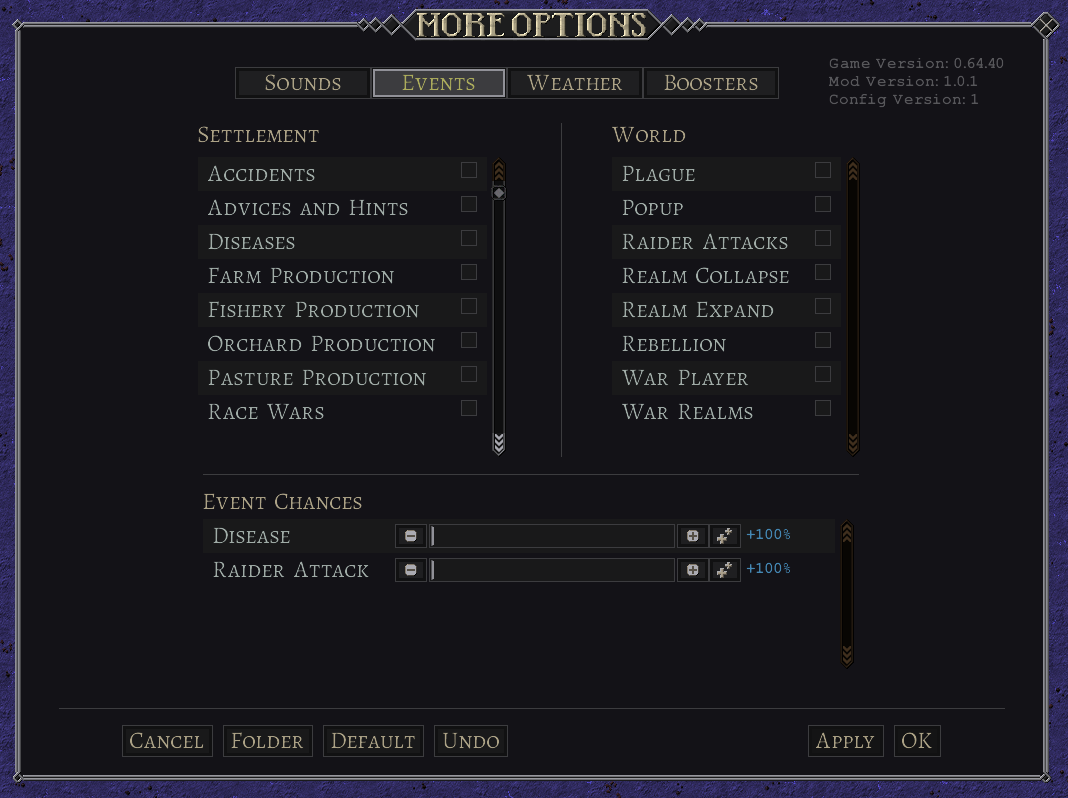 MORE OPTIONS
Game Version: 0.64.40
Mod Version: 1.0.1
Config Version: 1
Sounds Events Weather Boosters
Settlement
Accidents
Advices and Hints
Diseases
Farm Production
Fishery Production
Orchard Production
Pasture Production
Race Wars
World
Plague
Popup
Raider Attacks
Realm Collapse
Realm Expand
Rebellion
War Player
War Realms
Event Chances
Disease +100%
Raider Attack +100%
Cancel Folder Default Undo Apply OK